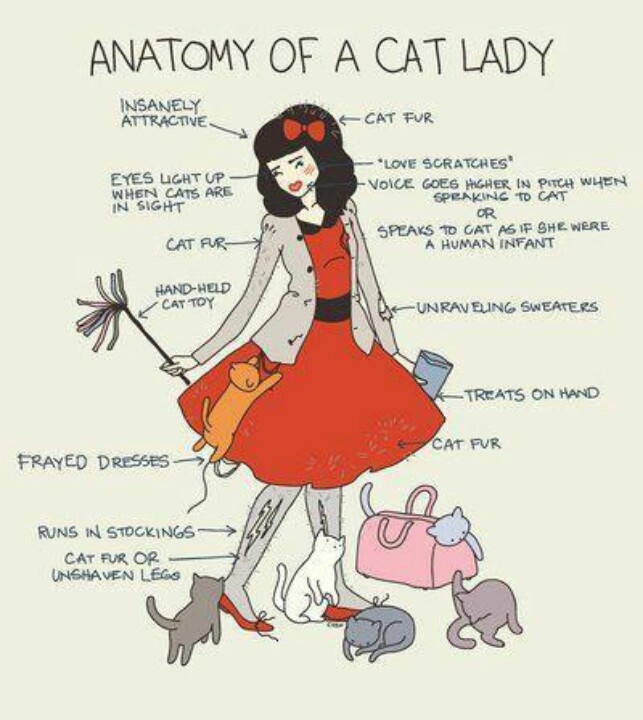 ANATOMY OF A CAT LADY
INSANELY
ATTRACTIVE
CAT FUR
EYES LIGHT UP
WHEN CATS ARE
IN SIGHT
"LOVE SCRATCHES"
VOICE GOES HIGHER IN PITCH WHEN
SPEAKING TO CAT
OR
SPEAKS TO CAT AS IF SHE WERE
A HUMAN INFANT
CAT FUR
HAND-HELD
CAT TOY
UNRAVELING SWEATERS
TREATS ON HAND
CAT FUR
FRAYED DRESSES
RUNS IN STOCKINGS
CAT FUR OR
UNSHAVEN LEGS